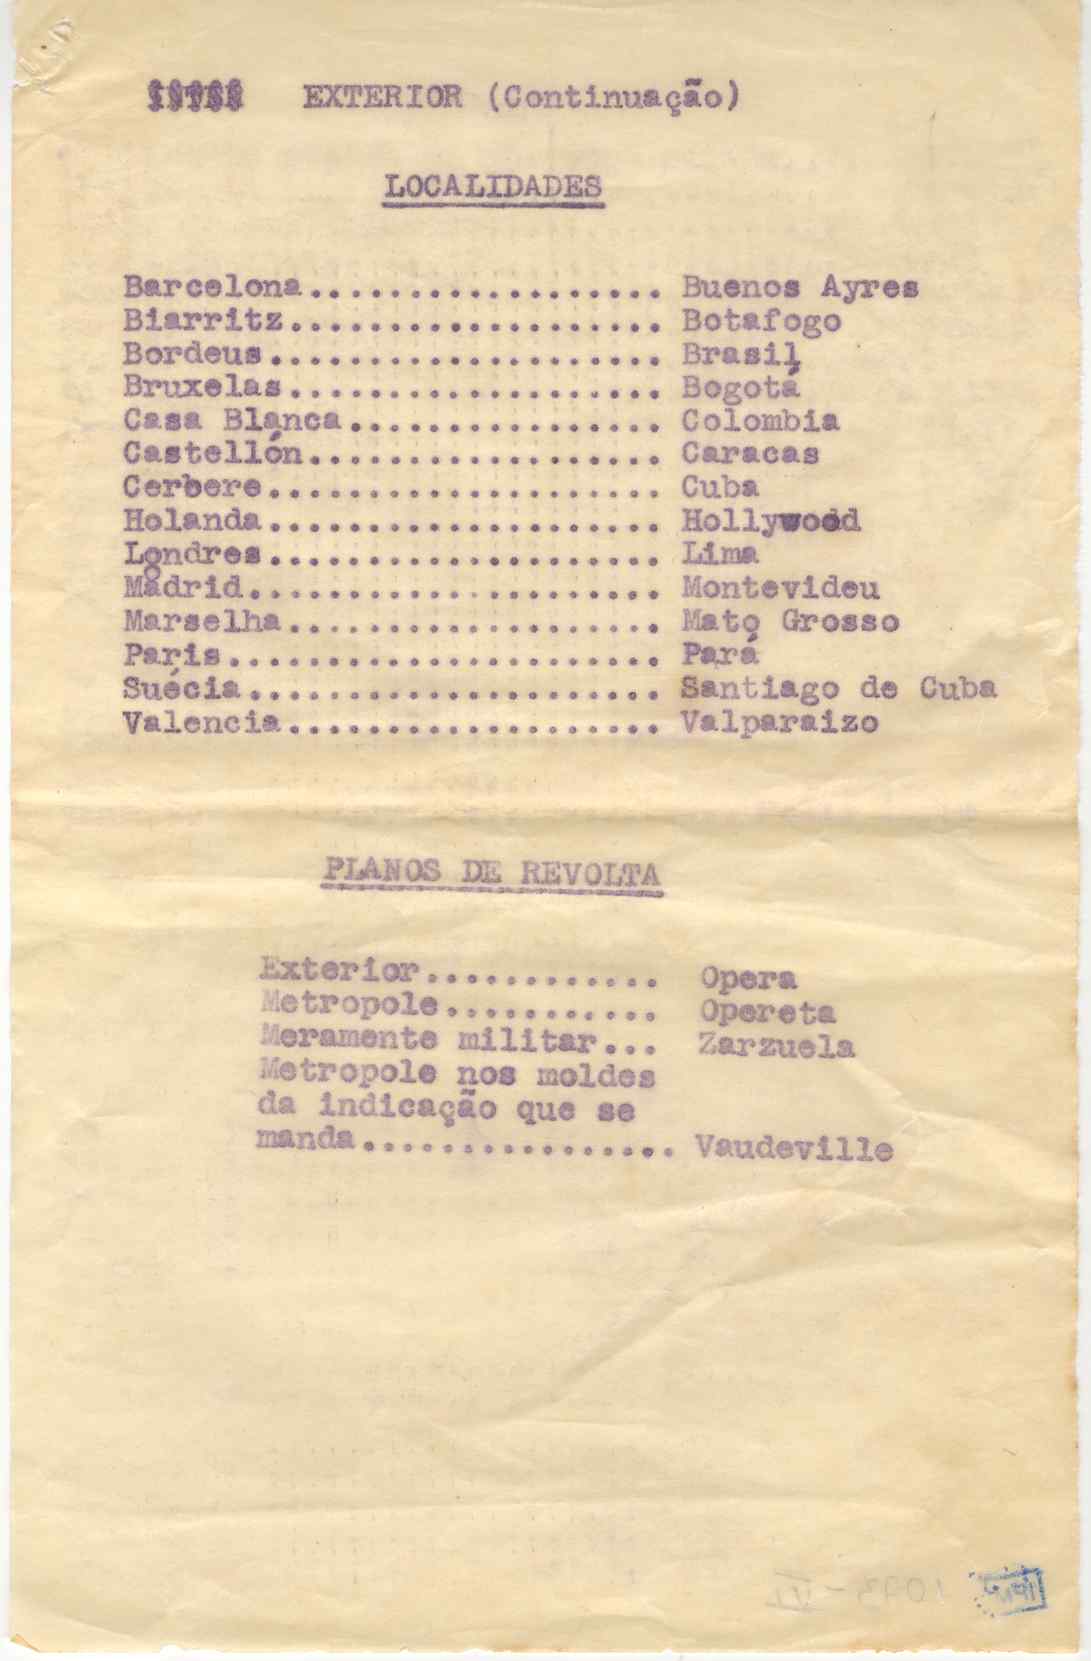 EXTERIOR (Continuação)
LOCALIDADES
Barcelona.................. Buenos Ayres
Biarritz................... Botafogo
Bordeus.................... Brasil
Bruxelas................... Bogotá
Casa Blanca................ Colombia
Castellón.................. Caracas
Cerbere.................... Cuba
Holanda.................... Hollywood
Londres.................... Lima
Madrid..................... Montevideu
Marselha................... Mato Grosso
Paris...................... Pará
Suécia..................... Santiago de Cuba
Valencia................... Valparaizo
PLANOS DE REVOLTA
Exterior............ Opera
Metropole........... Opereta
Meramente militar... Zarzuela
Metropole nos moldes
da indicação que se
manda................ Vaudeville